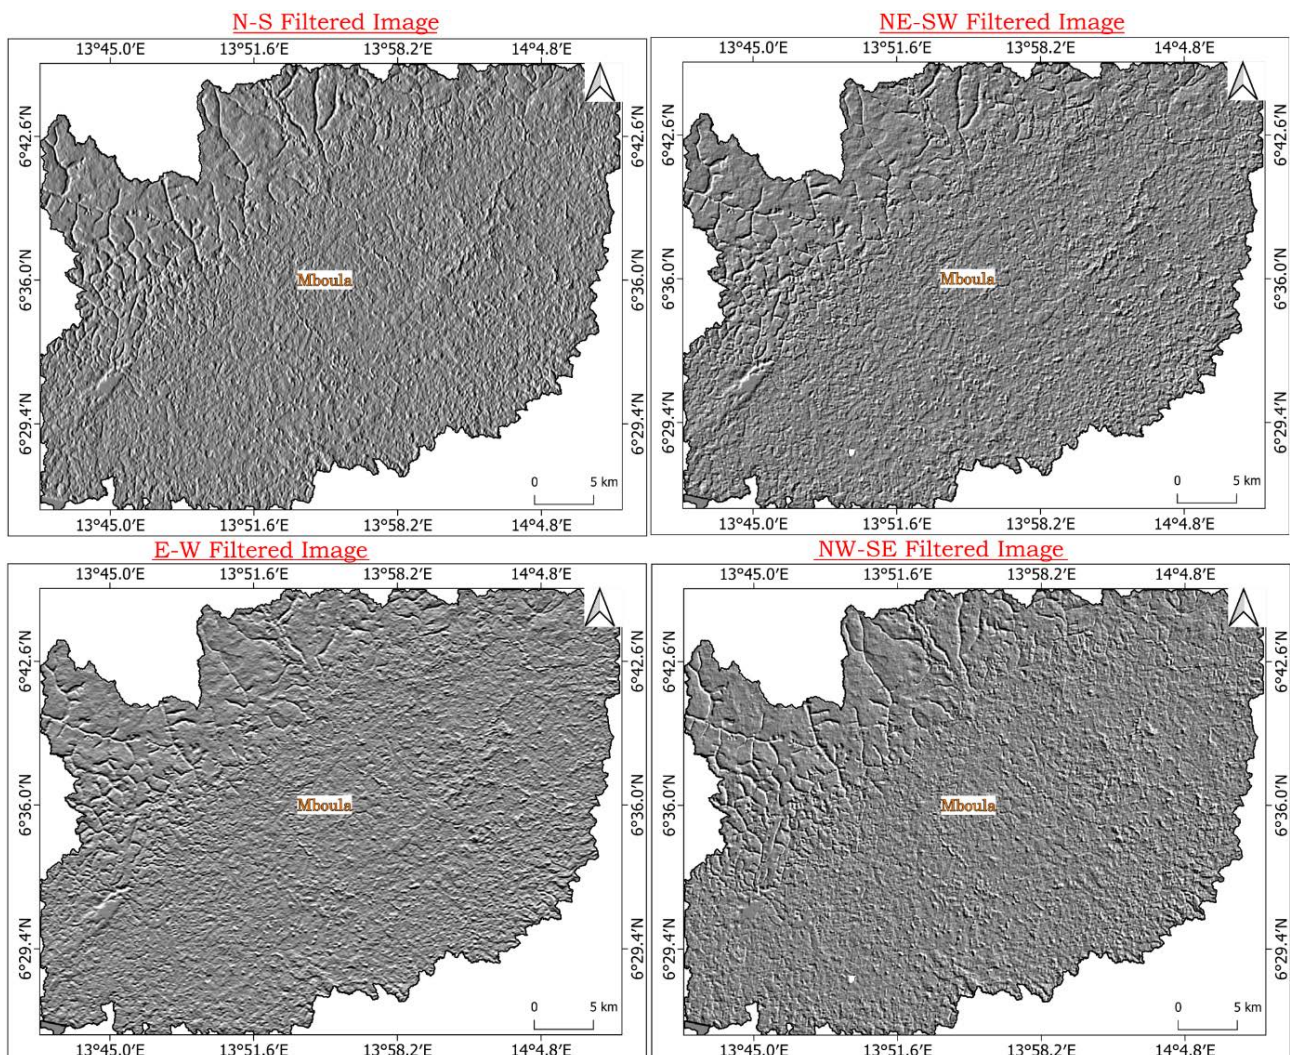 N-S Filtered Image
13°45.0′E 13°51.6′E 13°58.2′E 14°4.8′E
6°42.6′N
6°36.0′N
6°29.4′N
6°42.6′N
6°36.0′N
6°29.4′N
Mboula
0 5 km
13°45.0′E 13°51.6′E 13°58.2′E 14°4.8′E
NE-SW Filtered Image
13°45.0′E 13°51.6′E 13°58.2′E 14°4.8′E
6°42.6′N
6°36.0′N
6°29.4′N
6°42.6′N
6°36.0′N
6°29.4′N
Mboula
0 5 km
13°45.0′E 13°51.6′E 13°58.2′E 14°4.8′E
E-W Filtered Image
13°45.0′E 13°51.6′E 13°58.2′E 14°4.8′E
6°42.6′N
6°36.0′N
6°29.4′N
6°42.6′N
6°36.0′N
6°29.4′N
Mboula
0 5 km
13°45.0′E 13°51.6′E 13°58.2′E 14°4.8′E
NW-SE Filtered Image
13°45.0′E 13°51.6′E 13°58.2′E 14°4.8′E
6°42.6′N
6°36.0′N
6°29.4′N
6°42.6′N
6°36.0′N
6°29.4′N
Mboula
0 5 km
13°45.0′E 13°51.6′E 13°58.2′E 14°4.8′E